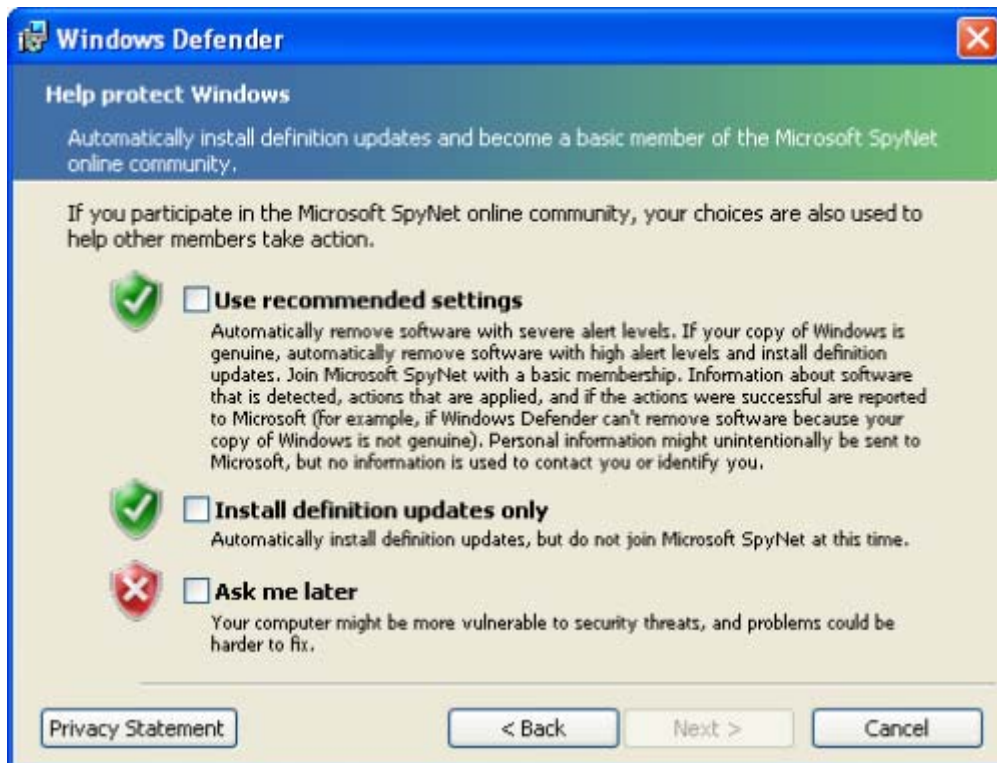 Windows Defender
Help protect Windows
Automatically install definition updates and become a basic member of the Microsoft SpyNet
online community.
If you participate in the Microsoft SpyNet online community, your choices are also used to
help other members take action.
Use recommended settings
Automatically remove software with severe alert levels. If your copy of Windows is
genuine, automatically remove software with high alert levels and install definition
updates. Join Microsoft SpyNet with a basic membership. Information about software
that is detected, actions that are applied, and if the actions were successful are reported
to Microsoft (for example, if Windows Defender can't remove software because your
copy of Windows is not genuine). Personal information might unintentionally be sent to
Microsoft, but no information is used to contact you or identify you.
Install definition updates only
Automatically install definition updates, but do not join Microsoft SpyNet at this time.
Ask me later
Your computer might be more vulnerable to security threats, and problems could be
harder to fix.
Privacy Statement
< Back
Next >
Cancel